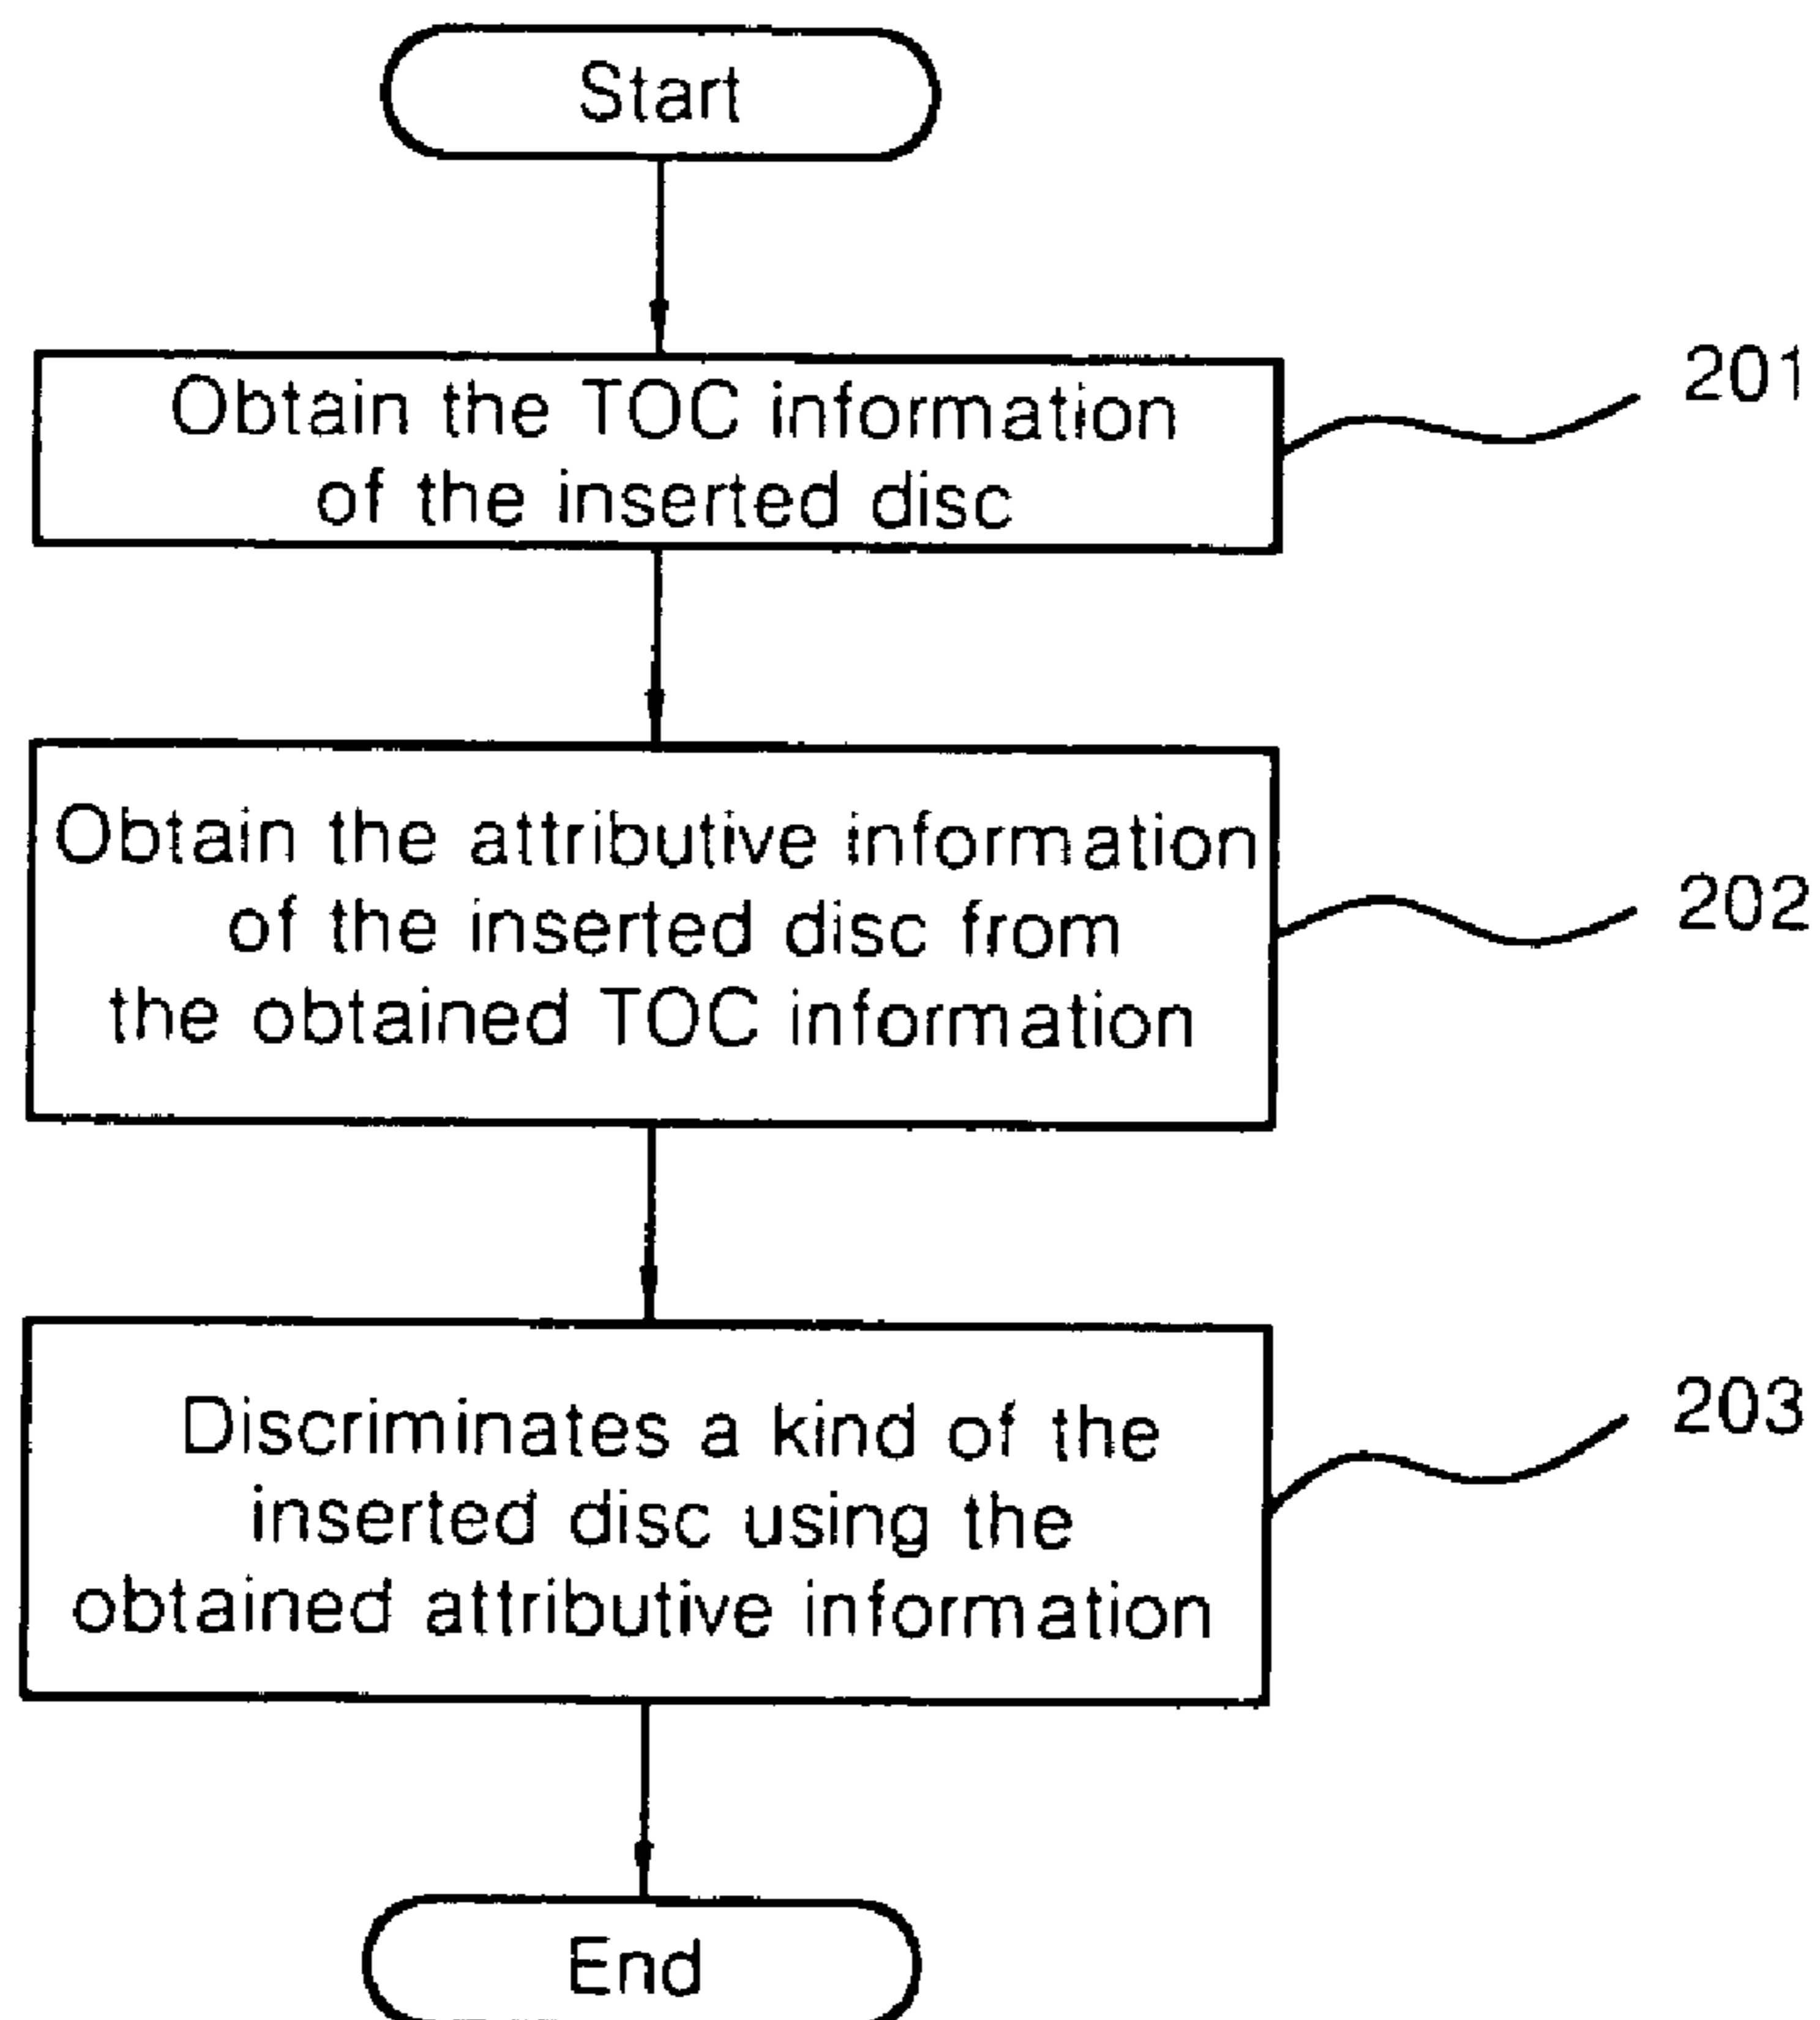 Start
Obtain the TOC information
of the inserted disc
201
Obtain the attributive information
of the inserted disc from
the obtained TOC information
202
Discriminates a kind of the
inserted disc using the
obtained attributive information
203
End